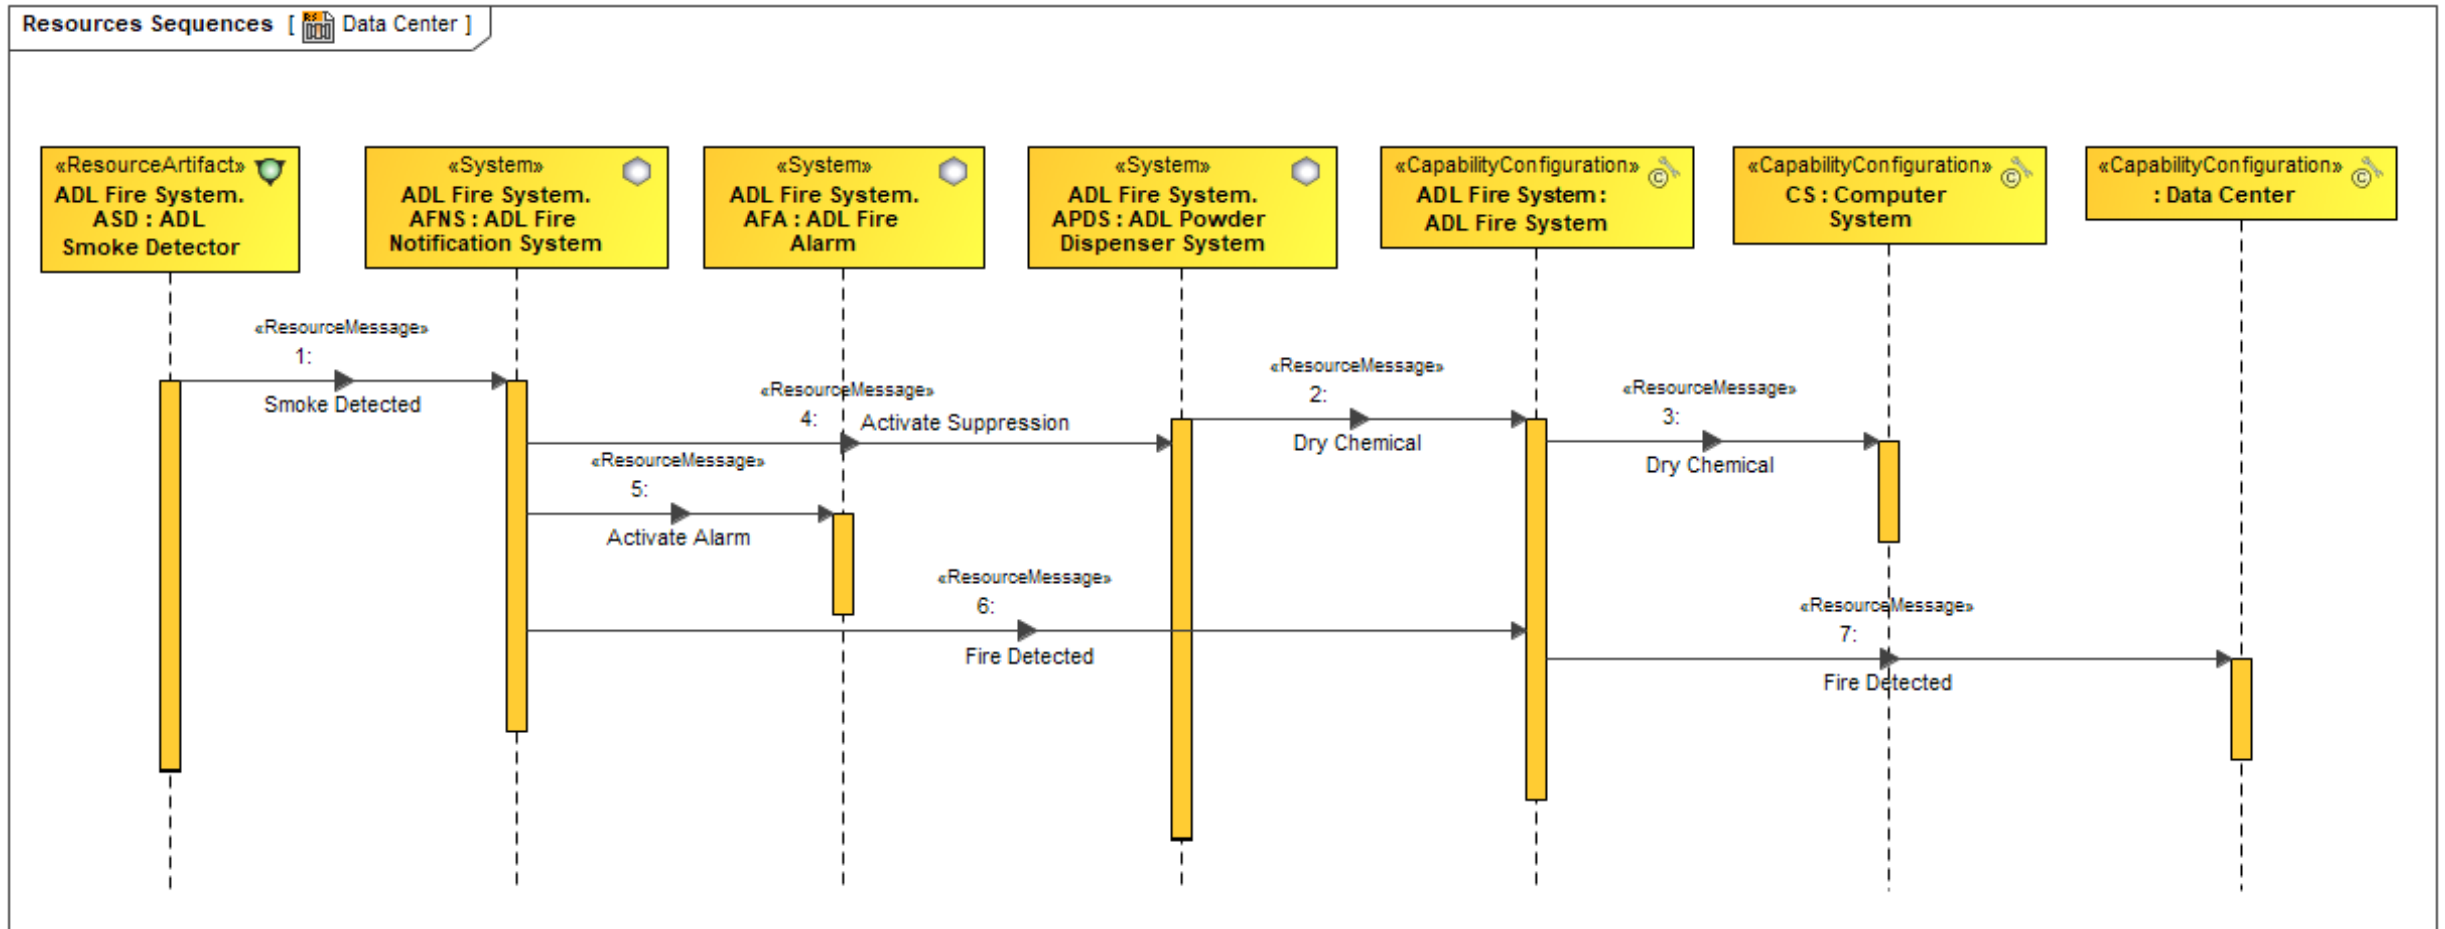 Resources Sequences [ Data Center ]
«ResourceArtifact»
ADL Fire System.
ASD : ADL
Smoke Detector
«System»
ADL Fire System.
AFNS : ADL Fire
Notification System
«System»
ADL Fire System.
AFA : ADL Fire
Alarm
«System»
ADL Fire System.
APDS : ADL Powder
Dispenser System
«CapabilityConfiguration»
ADL Fire System :
ADL Fire System
«CapabilityConfiguration»
CS : Computer
System
«CapabilityConfiguration»
: Data Center
«ResourceMessage»
1:
Smoke Detected
«ResourceMessage»
2:
Dry Chemical
«ResourceMessage»
3:
Dry Chemical
«ResourceMessage»
4:
Activate Suppression
«ResourceMessage»
5:
Activate Alarm
«ResourceMessage»
6:
Fire Detected
«ResourceMessage»
7:
Fire Detected